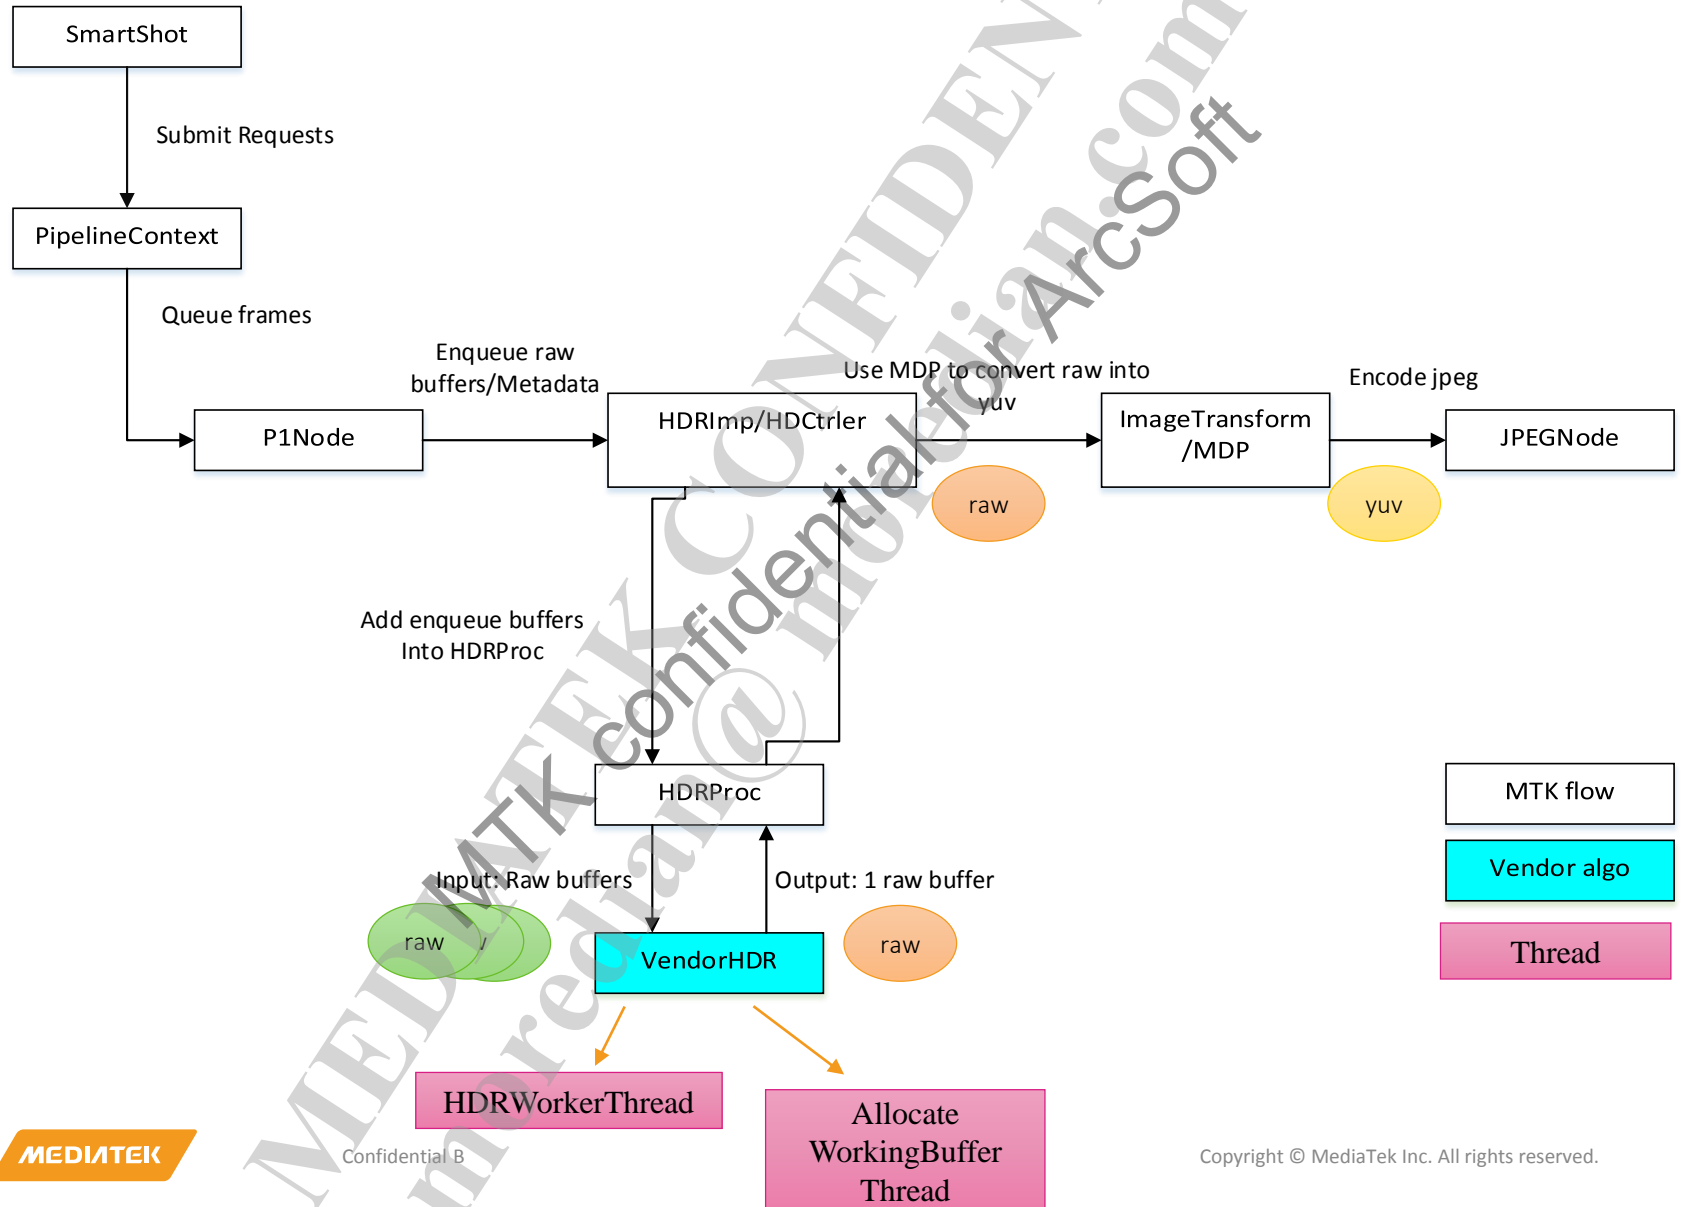 SmartShot
Submit Requests
PipelineContext
Queue frames
Enqueue raw
buffers/Metadata
Use MDP to convert raw into
yuv
Encode jpeg
P1Node
HDRImp/HDCtrler
ImageTransform
/MDP
JPEGNode
raw
yuv
Add enqueue buffers
Into HDRProc
HDRProc
MTK flow
Vendor algo
Thread
Input: Raw buffers
Output: 1 raw buffer
raw
VendorHDR
raw
HDRWorkerThread
Allocate
WorkingBuffer
Thread
MEDIATEK
Confidential B
Copyright © MediaTek Inc. All rights reserved.
MEDIATEK CONFIDENT
MTK confidential for ArcSoft
moredian@ moredian.com